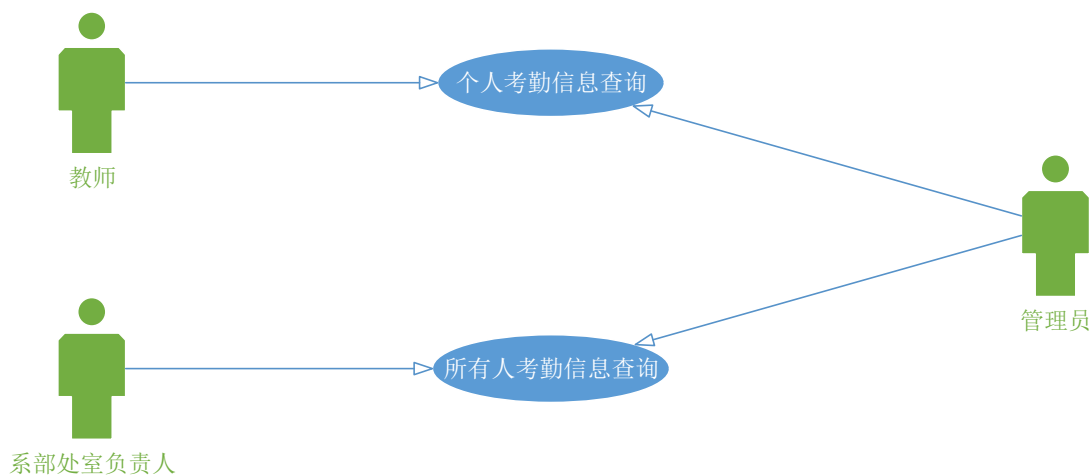 个人考勤信息查询
教师
管理员
所有人考勤信息查询
系部处室负责人